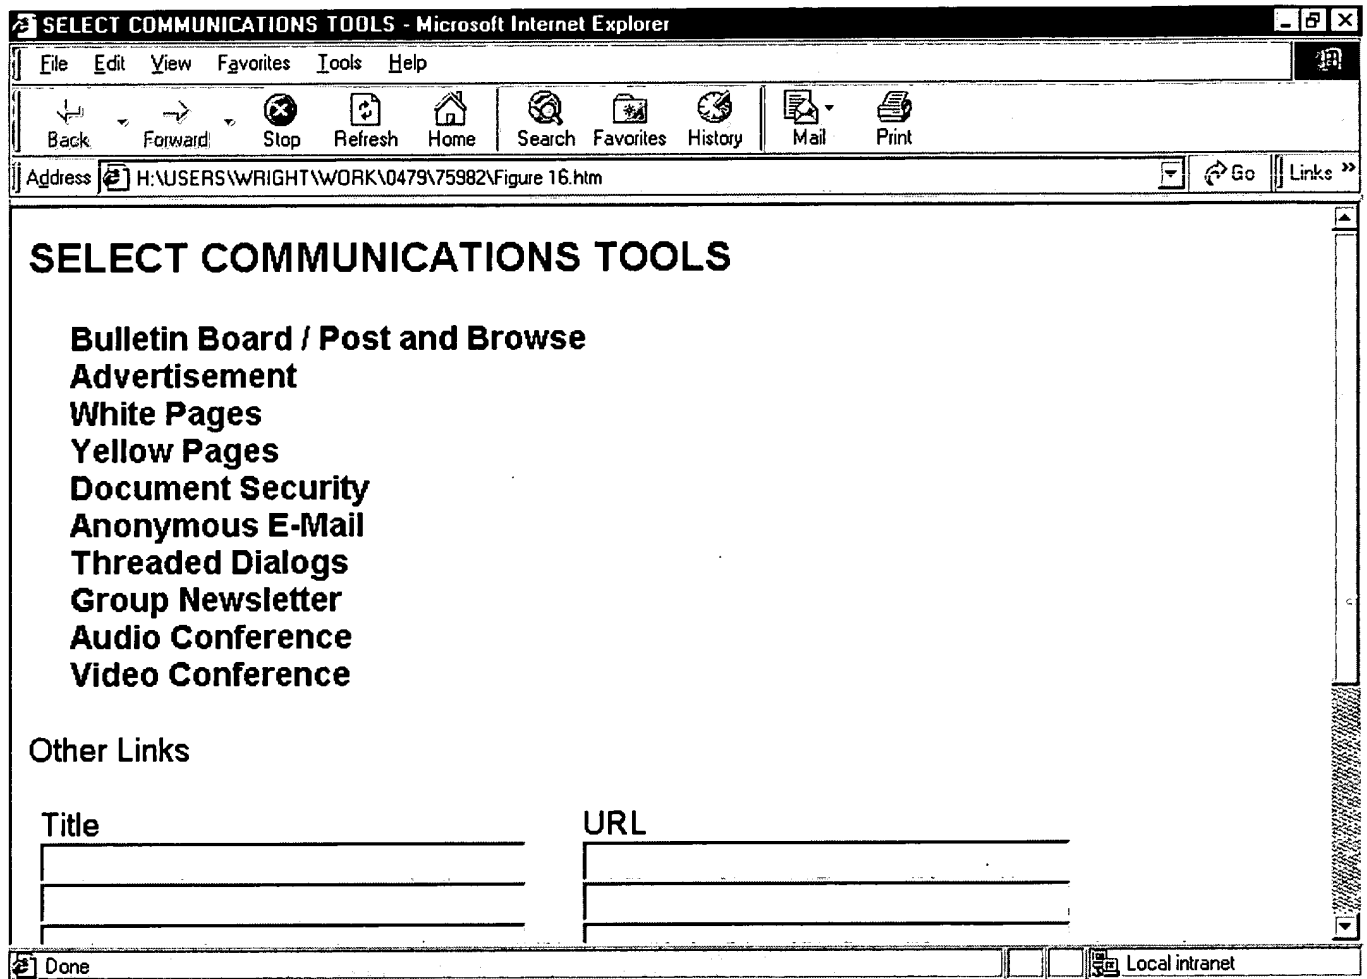 SELECT COMMUNICATIONS TOOLS - Microsoft Internet Explorer
File Edit View Favorites Tools Help
Back Forward Stop Refresh Home Search Favorites History Mail Print
Address H:\USERS\WRIGHT\WORK\0479\75982\Figure 16.htm Go Links »
SELECT COMMUNICATIONS TOOLS
Bulletin Board / Post and Browse
Advertisement
White Pages
Yellow Pages
Document Security
Anonymous E-Mail
Threaded Dialogs
Group Newsletter
Audio Conference
Video Conference
Other Links
Title URL
Done Local intranet